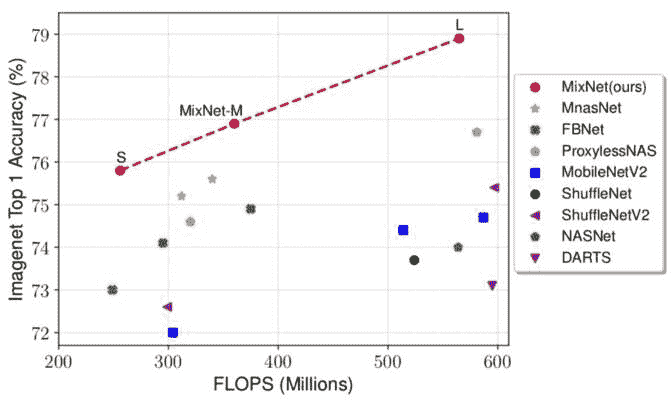 79
78
77
76
75
74
73
72
Imagenet Top 1 Accuracy (%)
L
MixNet-M
S
200
300
400
500
600
FLOPS (Millions)
MixNet(ours)
MnasNet
FBNet
ProxylessNAS
MobileNetV2
ShuffleNet
ShuffleNetV2
NASNet
DARTS